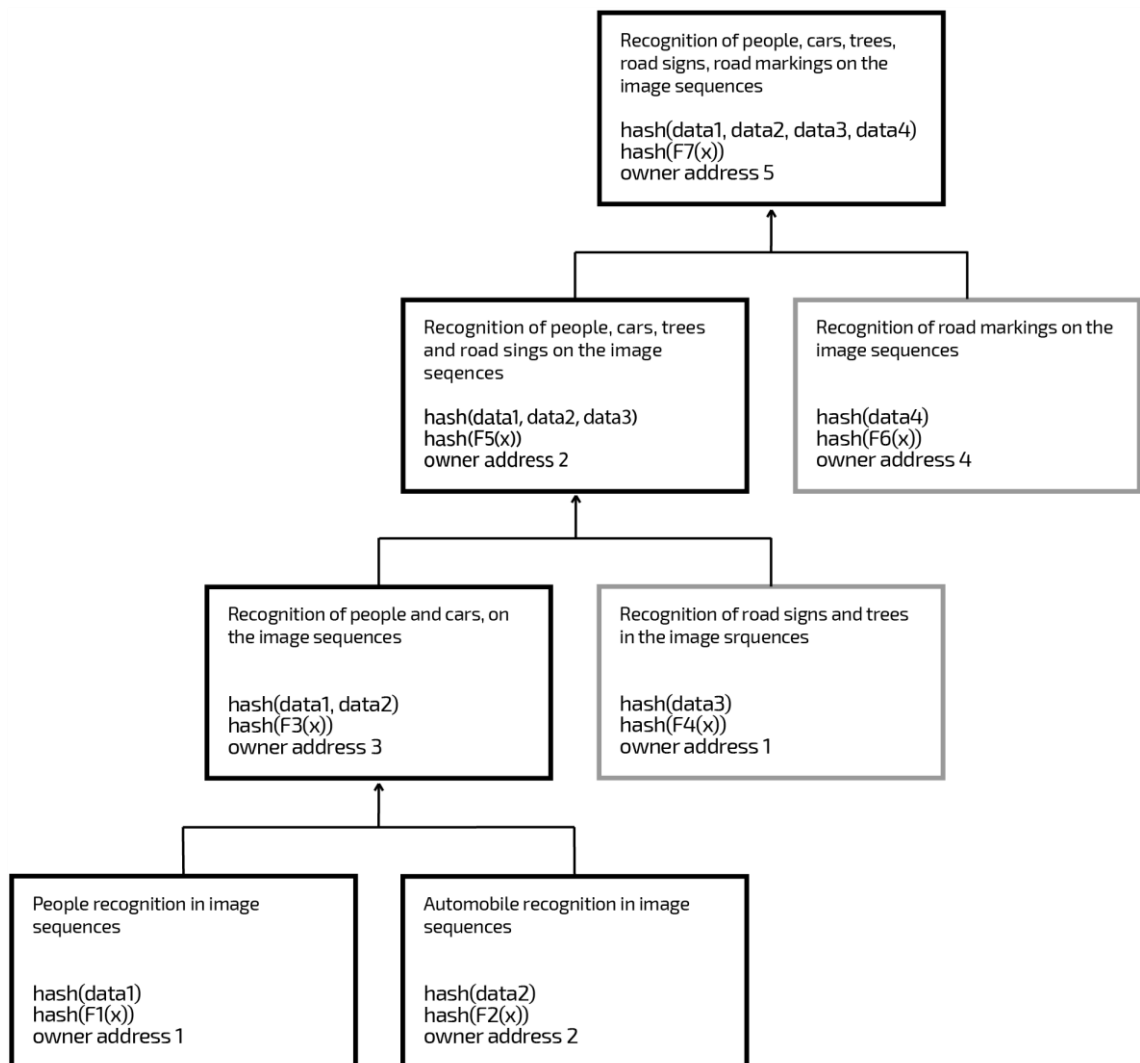 Recognition of people, cars, trees,
road signs, road markings on the
image sequences
hash(data1, data2, data3, data4)
hash(F7(x))
owner address 5
Recognition of people, cars, trees
and road sings on the image
seqences
hash(data1, data2, data3)
hash(F5(x))
owner address 2
Recognition of road markings on the
image sequences
hash(data4)
hash(F6(x))
owner address 4
Recognition of people and cars, on
the image sequences
hash(data1, data2)
hash(F3(x))
owner address 3
Recognition of road signs and trees
in the image srquences
hash(data3)
hash(F4(x))
owner address 1
People recognition in image
sequences
hash(data1)
hash(F1(x))
owner address 1
Automobile recognition in image
sequences
hash(data2)
hash(F2(x))
owner address 2